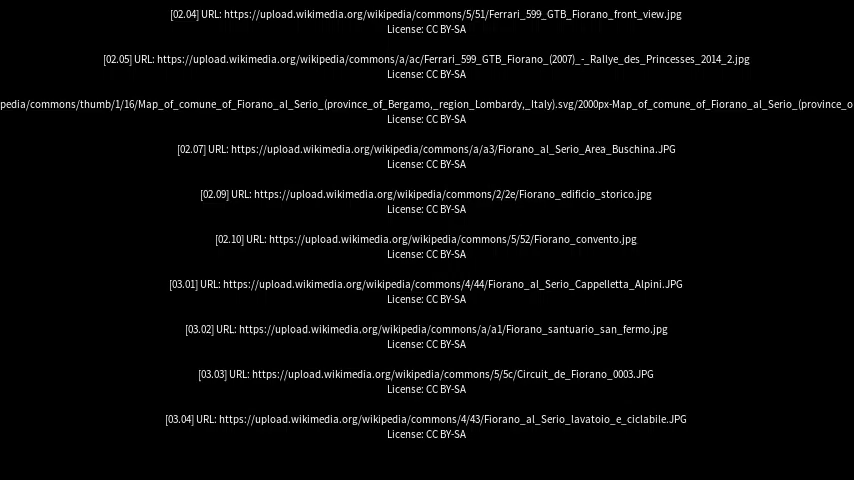 [02.04] URL: https://upload.wikimedia.org/wikipedia/commons/5/51/Ferrari_599_GTB_Fiorano_front_view.jpg
License: CC BY-SA
[02.05] URL: https://upload.wikimedia.org/wikipedia/commons/a/ac/Ferrari_599_GTB_Fiorano_(2007)_-_Rallye_des_Princesses_2014_2.jpg
License: CC BY-SA
pedia/commons/thumb/1/16/Map_of_comune_of_Fiorano_al_Serio_(province_of_Bergamo,_region_Lombardy,_Italy).svg/2000px-Map_of_comune_of_Fiorano_al_Serio_(province_o
License: CC BY-SA
[02.07] URL: https://upload.wikimedia.org/wikipedia/commons/a/a3/Fiorano_al_Serio_Area_Buschina.JPG
License: CC BY-SA
[02.09] URL: https://upload.wikimedia.org/wikipedia/commons/2/2e/Fiorano_edificio_storico.jpg
License: CC BY-SA
[02.10] URL: https://upload.wikimedia.org/wikipedia/commons/5/52/Fiorano_convento.jpg
License: CC BY-SA
[03.01] URL: https://upload.wikimedia.org/wikipedia/commons/4/44/Fiorano_al_Serio_Cappelletta_Alpini.JPG
License: CC BY-SA
[03.02] URL: https://upload.wikimedia.org/wikipedia/commons/a/a1/Fiorano_santuario_san_fermo.jpg
License: CC BY-SA
[03.03] URL: https://upload.wikimedia.org/wikipedia/commons/5/5c/Circuit_de_Fiorano_0003.JPG
License: CC BY-SA
[03.04] URL: https://upload.wikimedia.org/wikipedia/commons/4/43/Fiorano_al_Serio_lavatoio_e_ciclabile.JPG
License: CC BY-SA